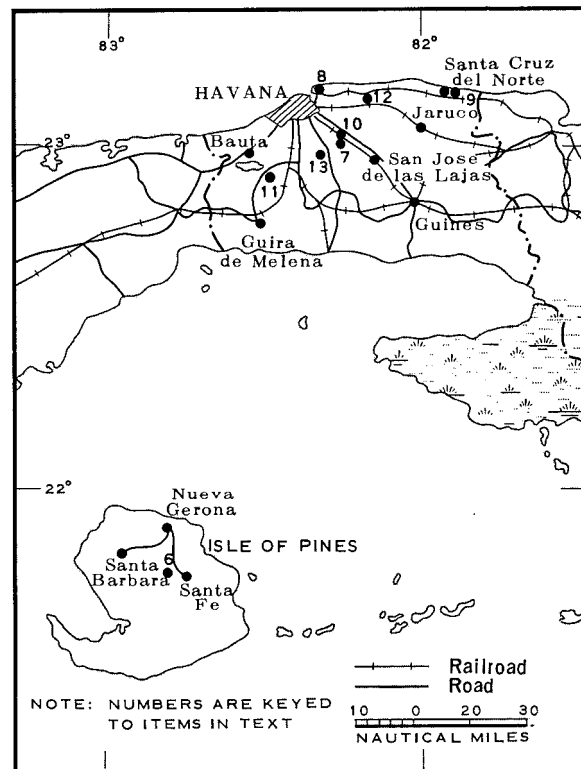 83°
82°
Santa Cruz
del Norte
8
HAVANA
12
9
Jaruco
10
23°
Bauta
7
San Jose
de las Lajas
13
11
Guines
Guira
de Melena
22°
Nueva
Gerona
ISLE OF PINES
Santa
Barbara
6
Santa
Fe
Railroad
Road
NOTE: NUMBERS ARE KEYED
TO ITEMS IN TEXT
10 0 20 30
NAUTICAL MILES
83°
82°